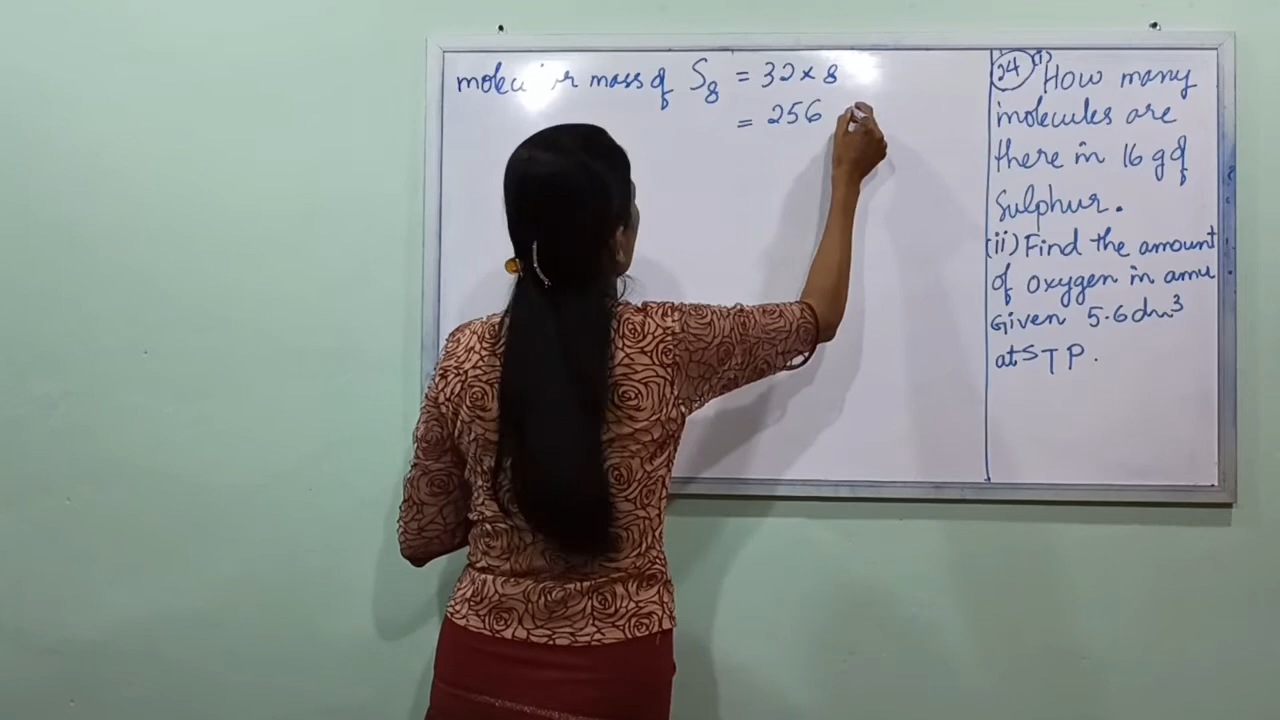 molecular mass of S₈ = 32 × 8
= 256
24 (i) How many
molecules are
there in 16 g of
Sulphur.
(ii) Find the amount
of oxygen in amu
Given 5.6 dm³
at STP.